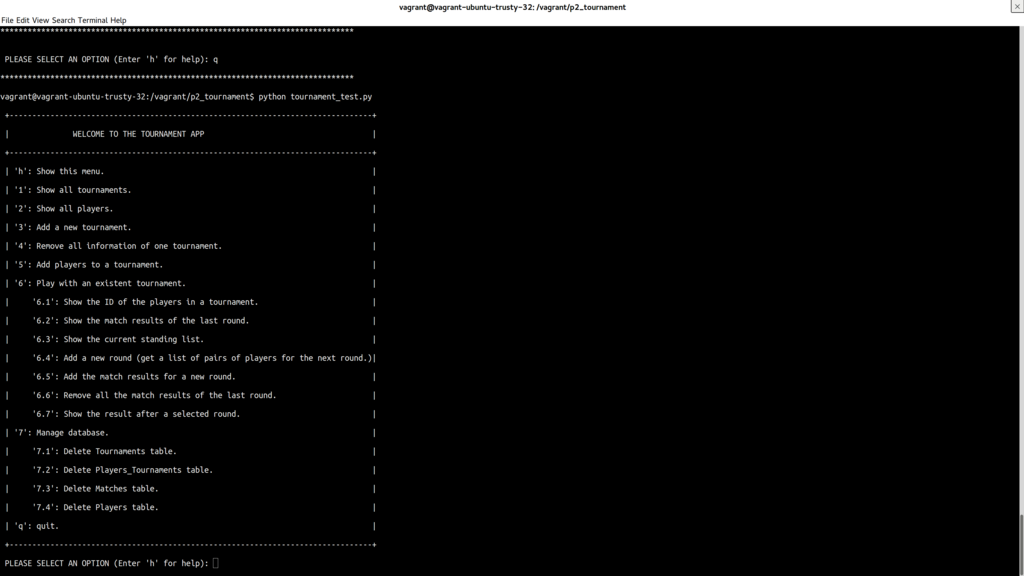 vagrant@vagrant-ubuntu-trusty-32: /vagrant/p2_tournament
File Edit View Search Terminal Help
******************************************************************************
PLEASE SELECT AN OPTION (Enter 'h' for help): q
******************************************************************************
vagrant@vagrant-ubuntu-trusty-32:/vagrant/p2_tournament$ python tournament_test.py
+--------------------------------------------------------------------------------+
| WELCOME TO THE TOURNAMENT APP |
+--------------------------------------------------------------------------------+
| 'h': Show this menu. |
| '1': Show all tournaments. |
| '2': Show all players. |
| '3': Add a new tournament. |
| '4': Remove all information of one tournament. |
| '5': Add players to a tournament. |
| '6': Play with an existent tournament. |
| '6.1': Show the ID of the players in a tournament. |
| '6.2': Show the match results of the last round. |
| '6.3': Show the current standing list. |
| '6.4': Add a new round (get a list of pairs of players for the next round.)|
| '6.5': Add the match results for a new round. |
| '6.6': Remove all the match results of the last round. |
| '6.7': Show the result after a selected round. |
| '7': Manage database. |
| '7.1': Delete Tournaments table. |
| '7.2': Delete Players_Tournaments table. |
| '7.3': Delete Matches table. |
| '7.4': Delete Players table. |
| 'q': quit. |
+--------------------------------------------------------------------------------+
PLEASE SELECT AN OPTION (Enter 'h' for help):